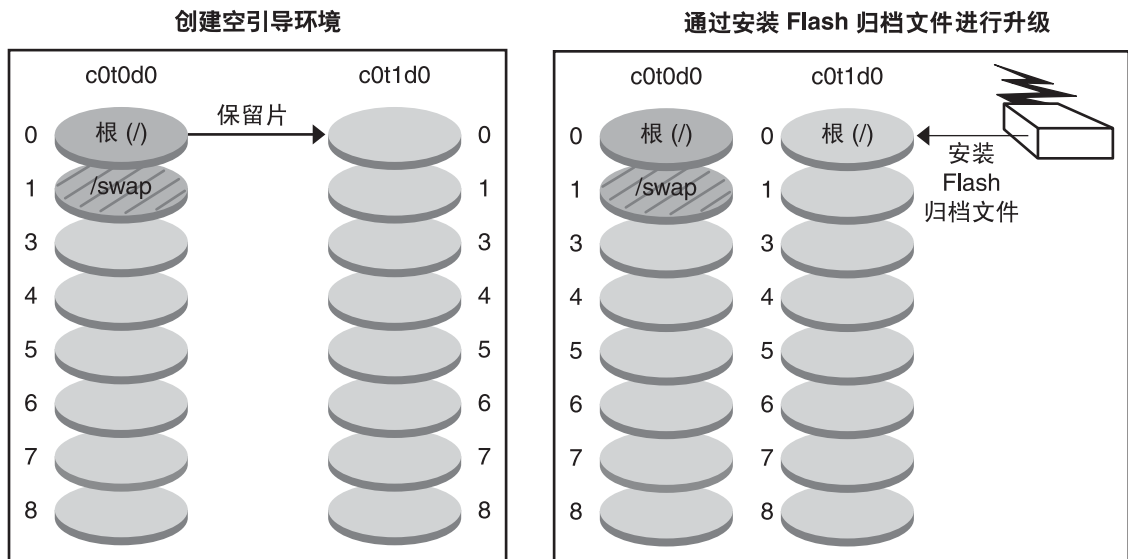 创建空引导环境
c0t0d0 c0t1d0
0 根 (/) 保留片 0
1 /swap 1
3 3
4 4
5 5
6 6
7 7
8 8
通过安装 Flash 归档文件进行升级
c0t0d0 c0t1d0
0 根 (/) 0 根 (/)
1 /swap 1
3 3
4 4
5 5
6 6
7 7
8 8
安装
Flash
归档文件